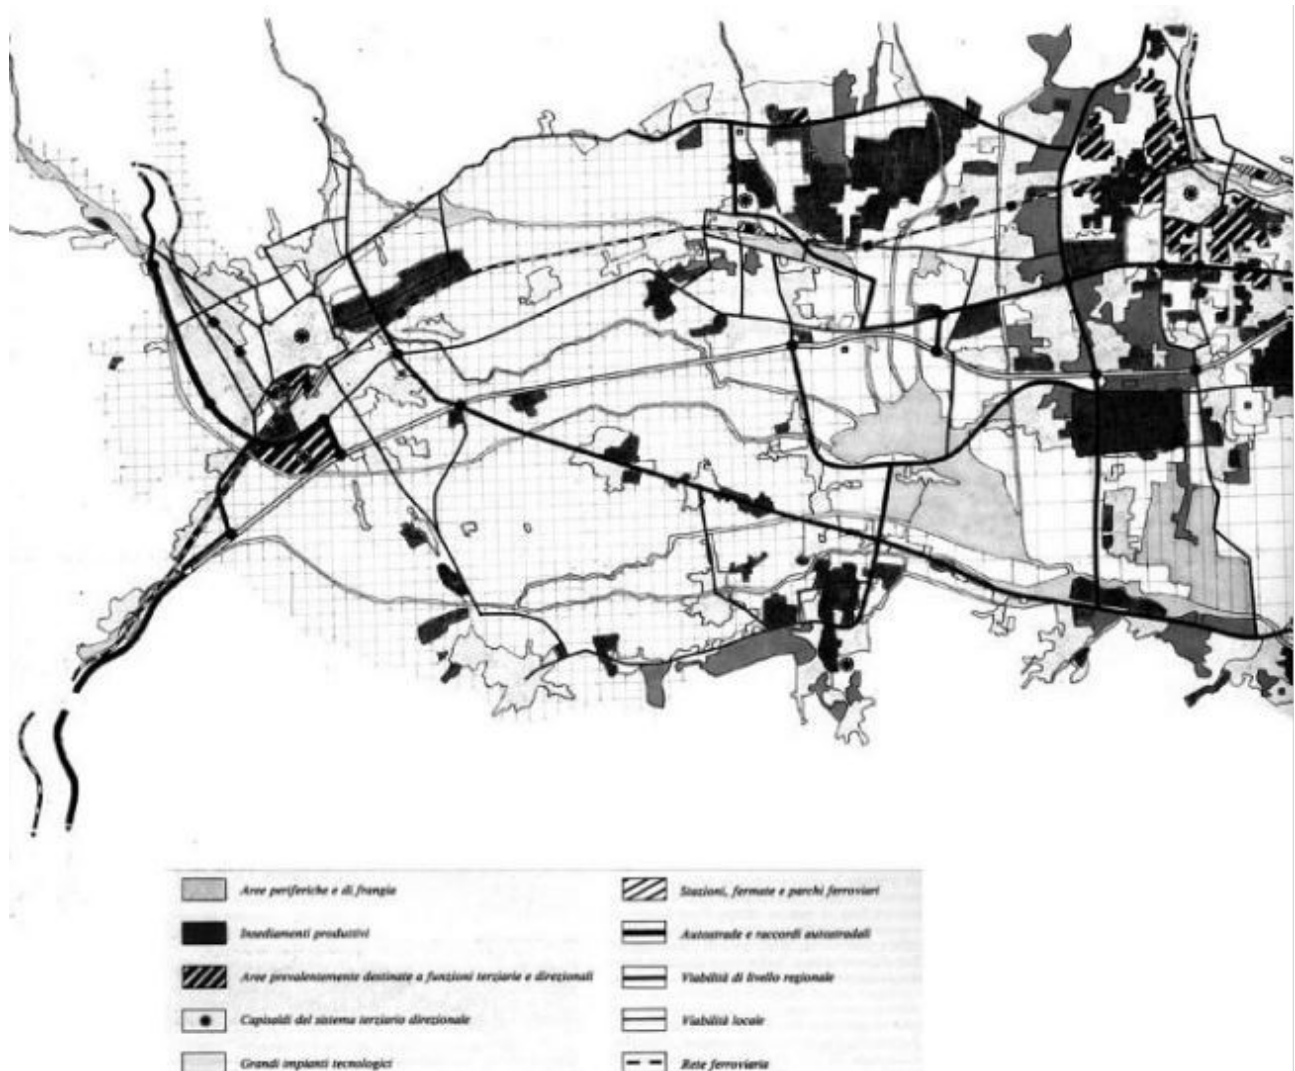 Aree periferiche e di frangia
Insediamenti produttivi
Aree prevalentemente destinate a funzioni terziarie e direzionali
Capisaldi del sistema terziario direzionale
Grandi impianti tecnologici
Stazioni, fermate e parchi ferroviari
Autostrade e raccordi autostradali
Viabilità di livello regionale
Viabilità locale
Rete ferroviaria